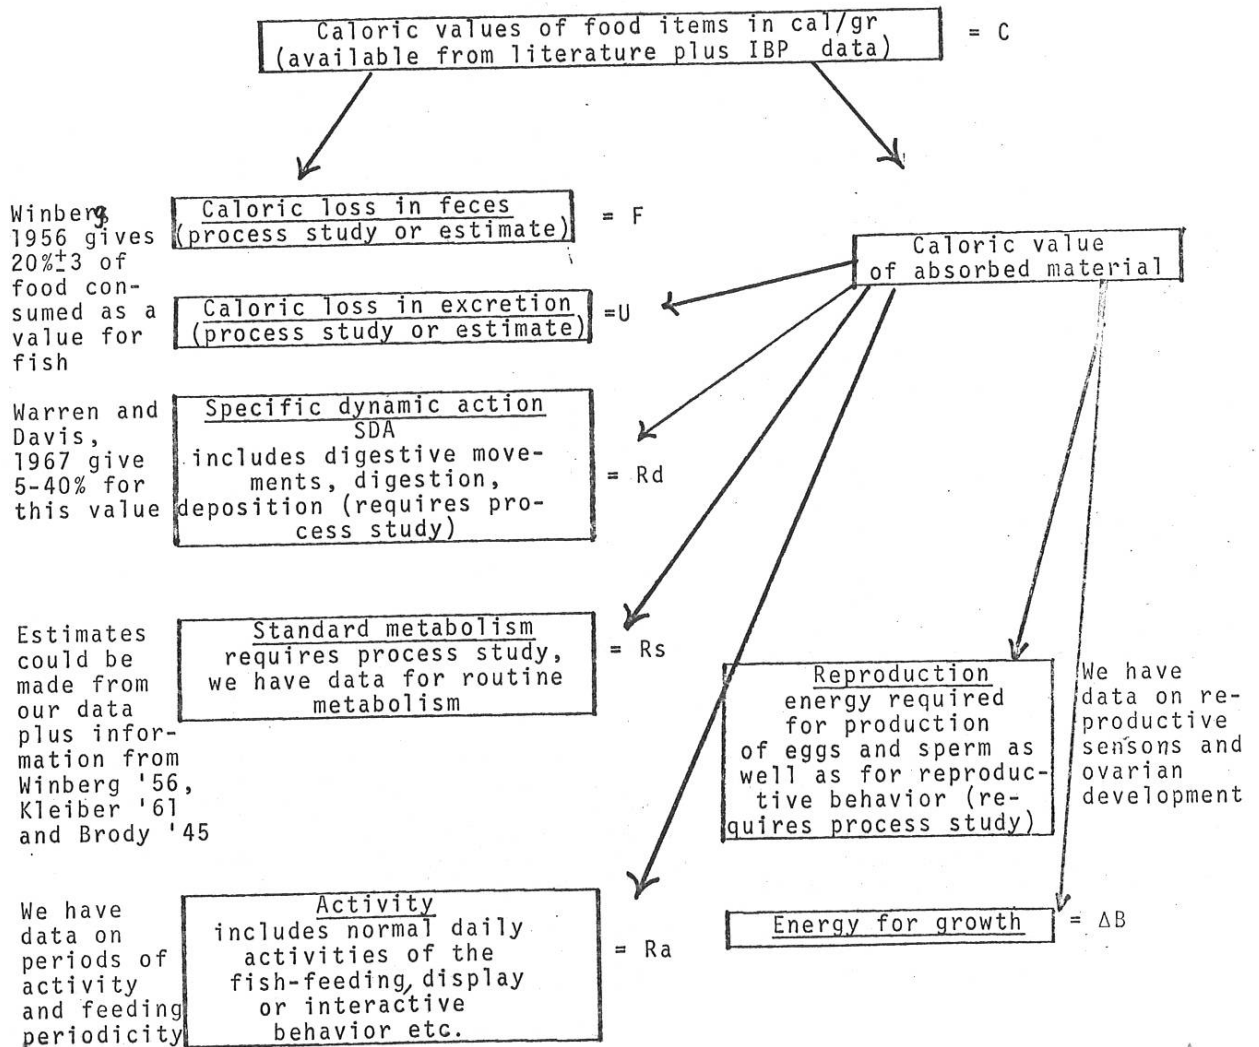 Caloric values of food items in cal/gr
(available from literature plus IBP data)
= C
Winberg
1956 gives
20%±3 of
food con-
sumed as a
value for
fish
Caloric loss in feces
(process study or estimate)
= F
Caloric value
of absorbed material
Caloric loss in excretion
(process study or estimate)
=U
Warren and
Davis,
1967 give
5-40% for
this value
Specific dynamic action
SDA
includes digestive move-
ments, digestion,
deposition (requires pro-
cess study)
= Rd
Estimates
could be
made from
our data
plus infor-
mation from
Winberg '56,
Kleiber '61
and Brody '45
Standard metabolism
requires process study,
we have data for routine
metabolism
= Rs
Reproduction
energy required
for production
of eggs and sperm as
well as for reproduc-
tive behavior (re-
quires process study)
We have
data on re-
productive
sensons and
ovarian
development
We have
data on
periods of
activity
and feeding
periodicity
Activity
includes normal daily
activities of the
fish-feeding, display
or interactive
behavior etc.
= Ra
Energy for growth
= ΔB